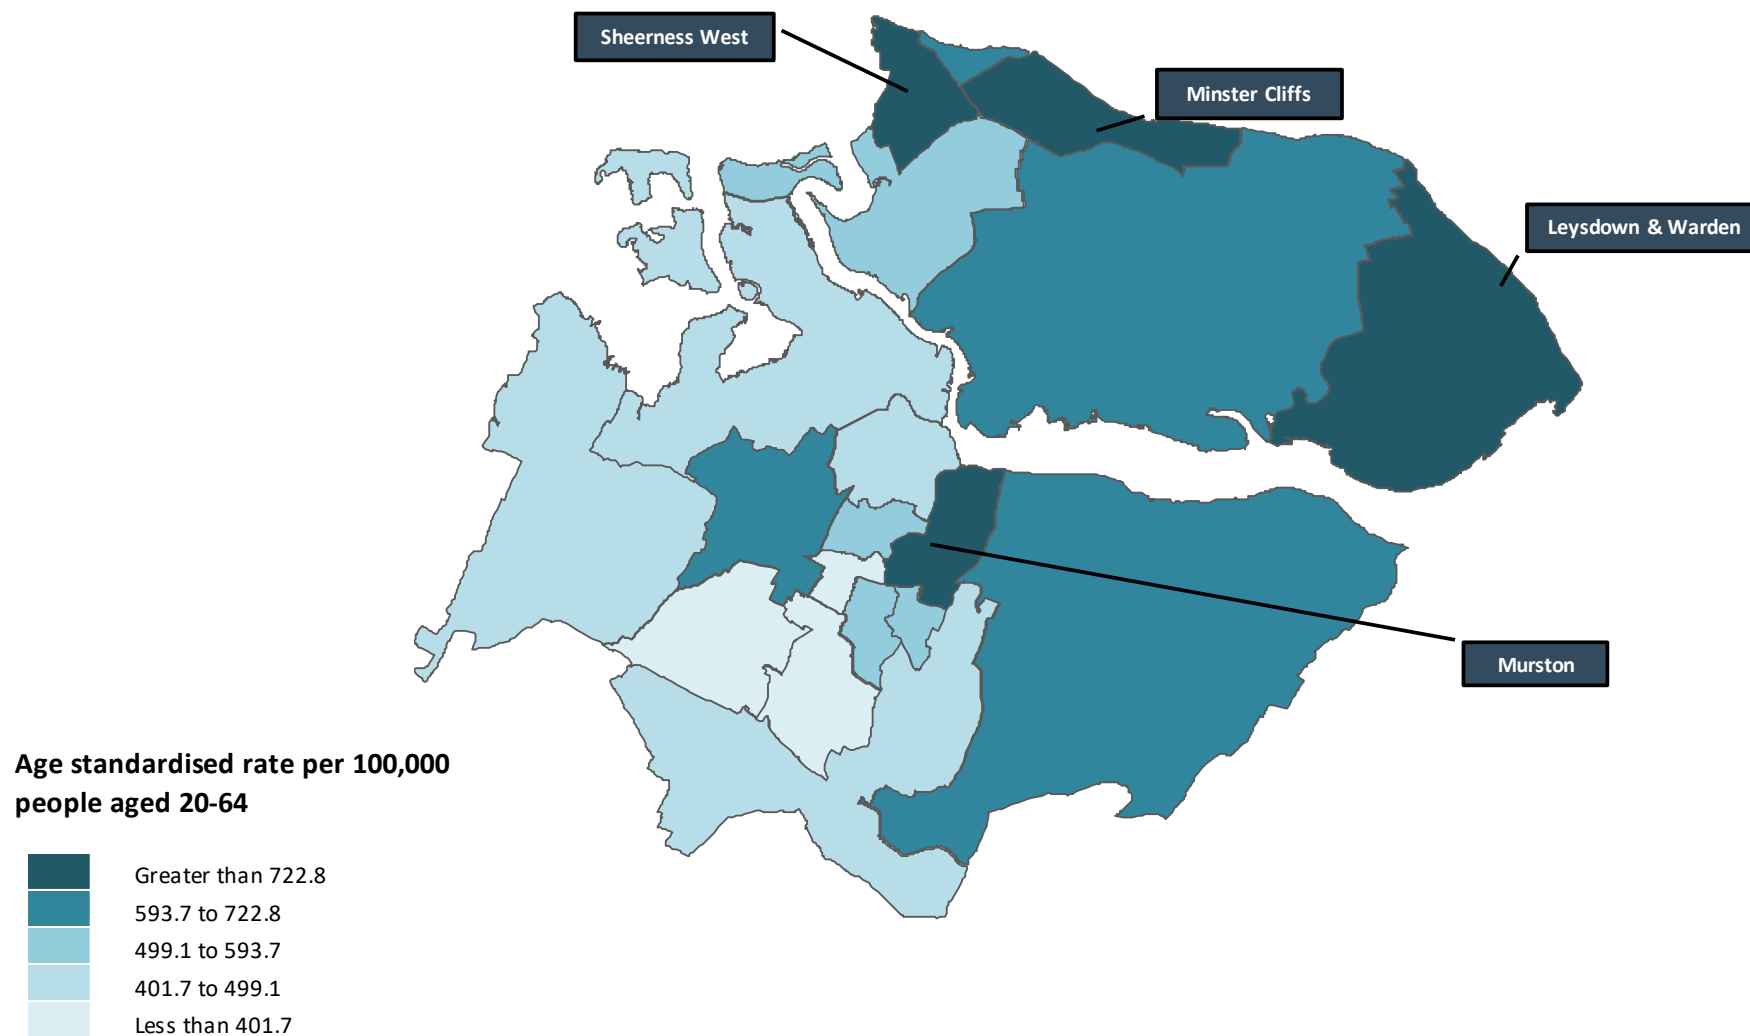 Sheerness West
Minster Cliffs
Leysdown & Warden
Murston
Age standardised rate per 100,000
people aged 20-64
Greater than 722.8
593.7 to 722.8
499.1 to 593.7
401.7 to 499.1
Less than 401.7